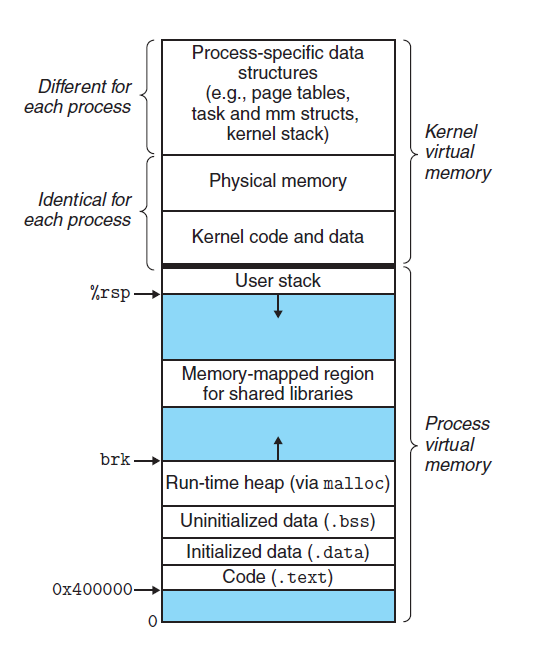 Process-specific data
structures
(e.g., page tables,
task and mm structs,
kernel stack)
Different for
each process
Kernel
virtual
memory
Physical memory
Identical for
each process
Kernel code and data
User stack
%rsp
Memory-mapped region
for shared libraries
Process
virtual
memory
brk
Run-time heap (via malloc)
Uninitialized data (.bss)
Initialized data (.data)
Code (.text)
0x400000
0